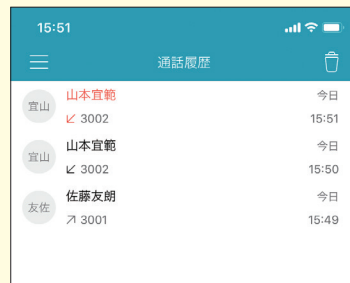 15:51
通話履歴
宜山 山本宜範 今日
↙ 3002 15:51
宜山 山本宜範 今日
↙ 3002 15:50
友佐 佐藤友朗 今日
↗ 3001 15:49